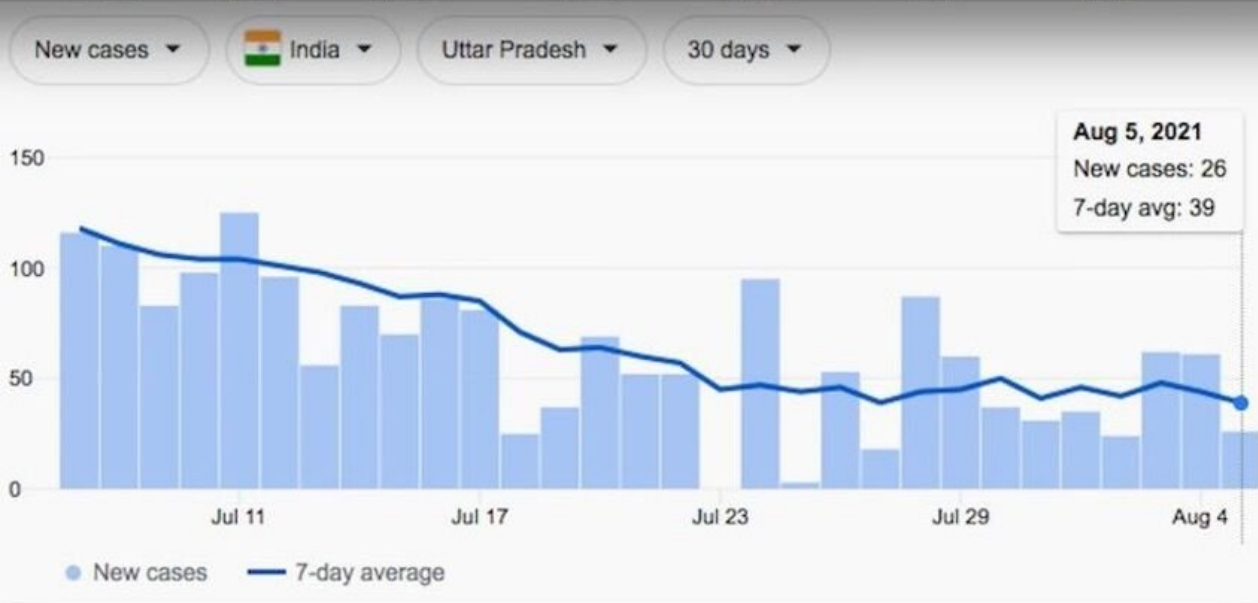 New cases India Uttar Pradesh 30 days
Aug 5, 2021
New cases: 26
7-day avg: 39
150
100
50
0
Jul 11 Jul 17 Jul 23 Jul 29 Aug 4
New cases 7-day average